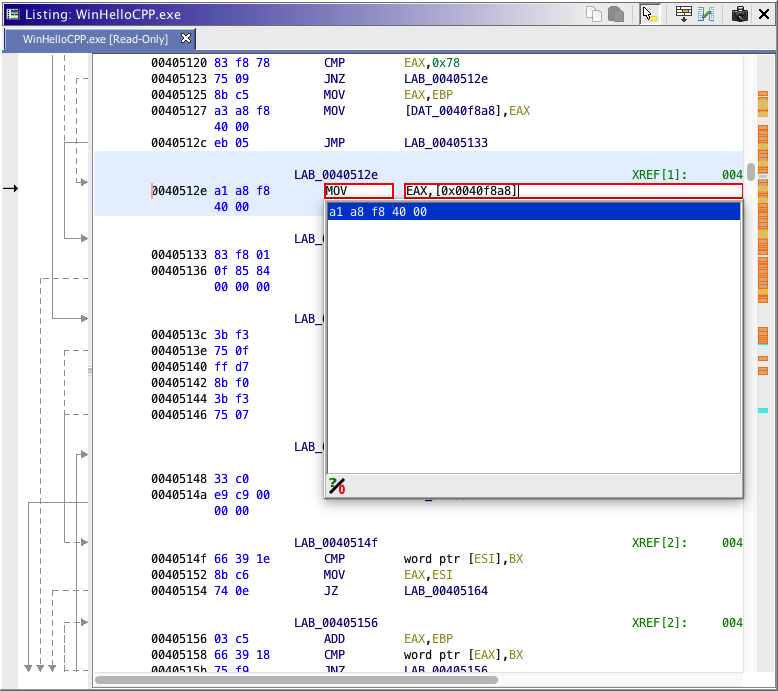 Listing: WinHelloCPP.exe
WinHelloCPP.exe [Read-Only]
00405120 83 f8 78 CMP EAX,0x78
00405123 75 09 JNZ LAB_0040512e
00405125 8b c5 MOV EAX,EBP
00405127 a3 a8 f8 MOV [DAT_0040f8a8],EAX
40 00
0040512c eb 05 JMP LAB_00405133
LAB_0040512e XREF[1]: 004
0040512e a1 a8 f8 MOV EAX,[0x0040f8a8]
40 00
a1 a8 f8 40 00
LAB_0
00405133 83 f8 01
00405136 0f 85 84
00 00 00
LAB_0
0040513c 3b f3
0040513e 75 0f
00405140 ff d7
00405142 8b f0
00405144 3b f3
00405146 75 07
LAB_0
00405148 33 c0
0040514a e9 c9 00
00 00
LAB_0040514f XREF[2]: 004
0040514f 66 39 1e CMP word ptr [ESI],BX
00405152 8b c6 MOV EAX,ESI
00405154 74 0e JZ LAB_00405164
LAB_00405156 XREF[2]: 004
00405156 03 c5 ADD EAX,EBP
00405158 66 39 18 CMP word ptr [EAX],BX
0040515b 75 f9 JNZ LAB_00405156